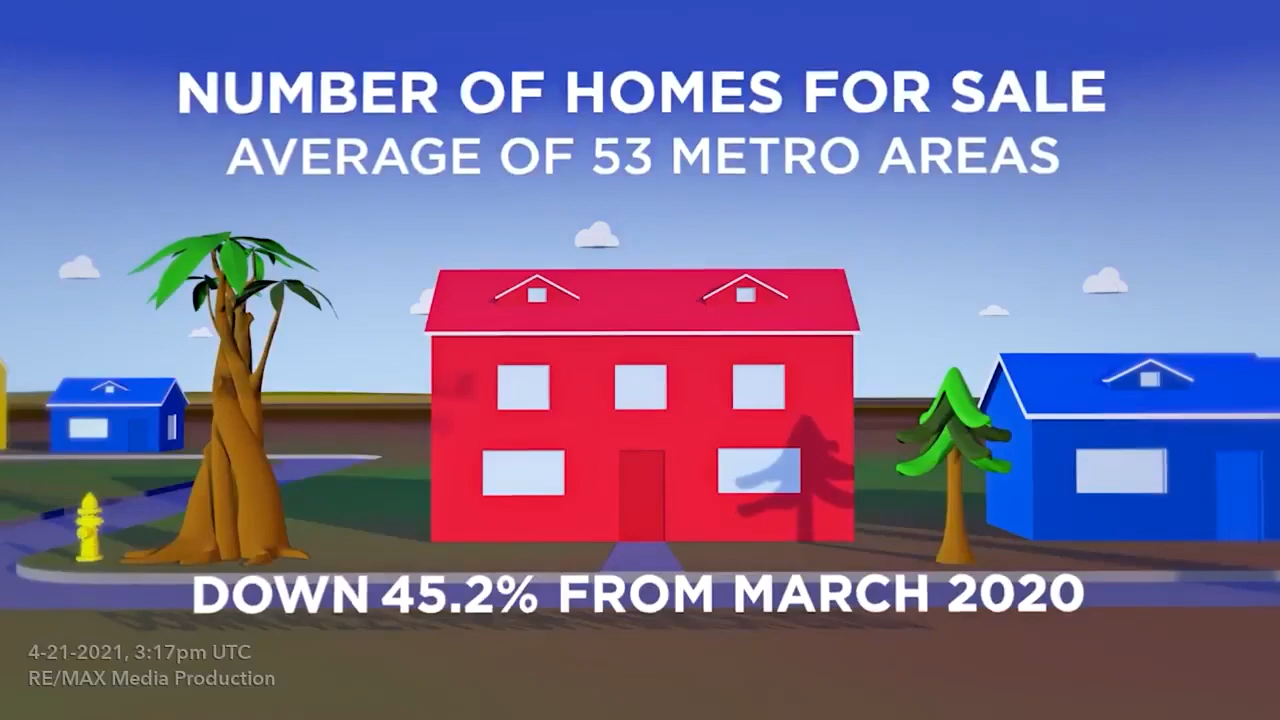 NUMBER OF HOMES FOR SALE
AVERAGE OF 53 METRO AREAS
DOWN 45.2% FROM MARCH 2020
4-21-2021, 3:17pm UTC
RE/MAX Media Production